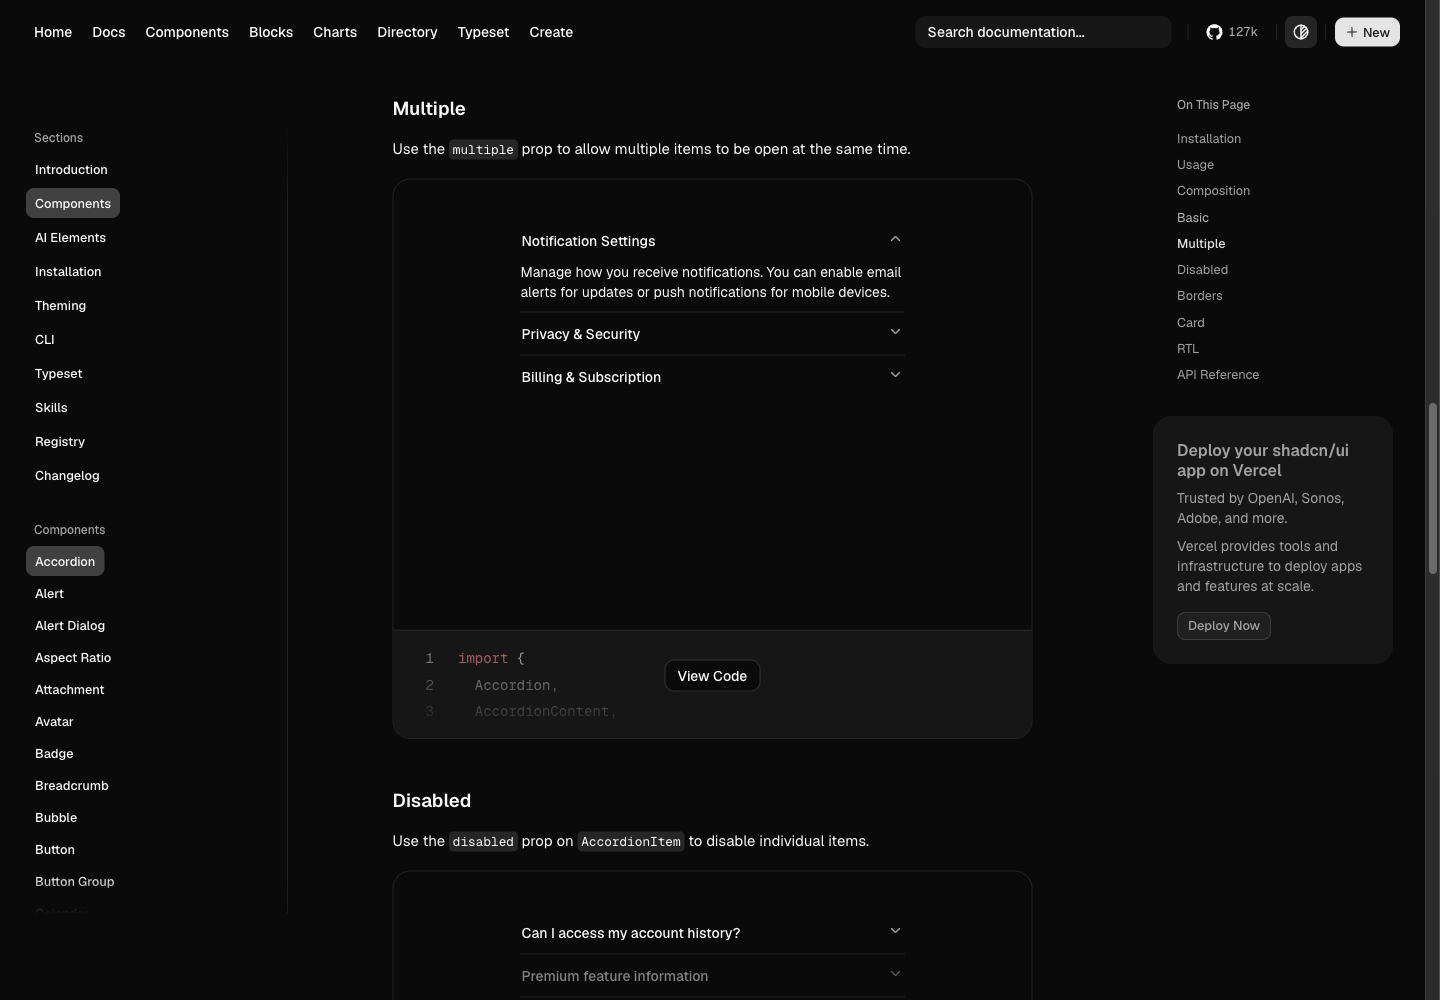 Home Docs Components Blocks Charts Directory Typeset Create
Search documentation...
127k
New
Sections
Introduction
Components
AI Elements
Installation
Theming
CLI
Typeset
Skills
Registry
Changelog
Components
Accordion
Alert
Alert Dialog
Aspect Ratio
Attachment
Avatar
Badge
Breadcrumb
Bubble
Button
Button Group
Calendar
Multiple
Use the multiple prop to allow multiple items to be open at the same time.
Notification Settings
Manage how you receive notifications. You can enable email
alerts for updates or push notifications for mobile devices.
Privacy & Security
Billing & Subscription
1 import {
2 Accordion,
3 AccordionContent,
View Code
Disabled
Use the disabled prop on AccordionItem to disable individual items.
Can I access my account history?
Premium feature information
On This Page
Installation
Usage
Composition
Basic
Multiple
Disabled
Borders
Card
RTL
API Reference
Deploy your shadcn/ui
app on Vercel
Trusted by OpenAI, Sonos,
Adobe, and more.
Vercel provides tools and
infrastructure to deploy apps
and features at scale.
Deploy Now